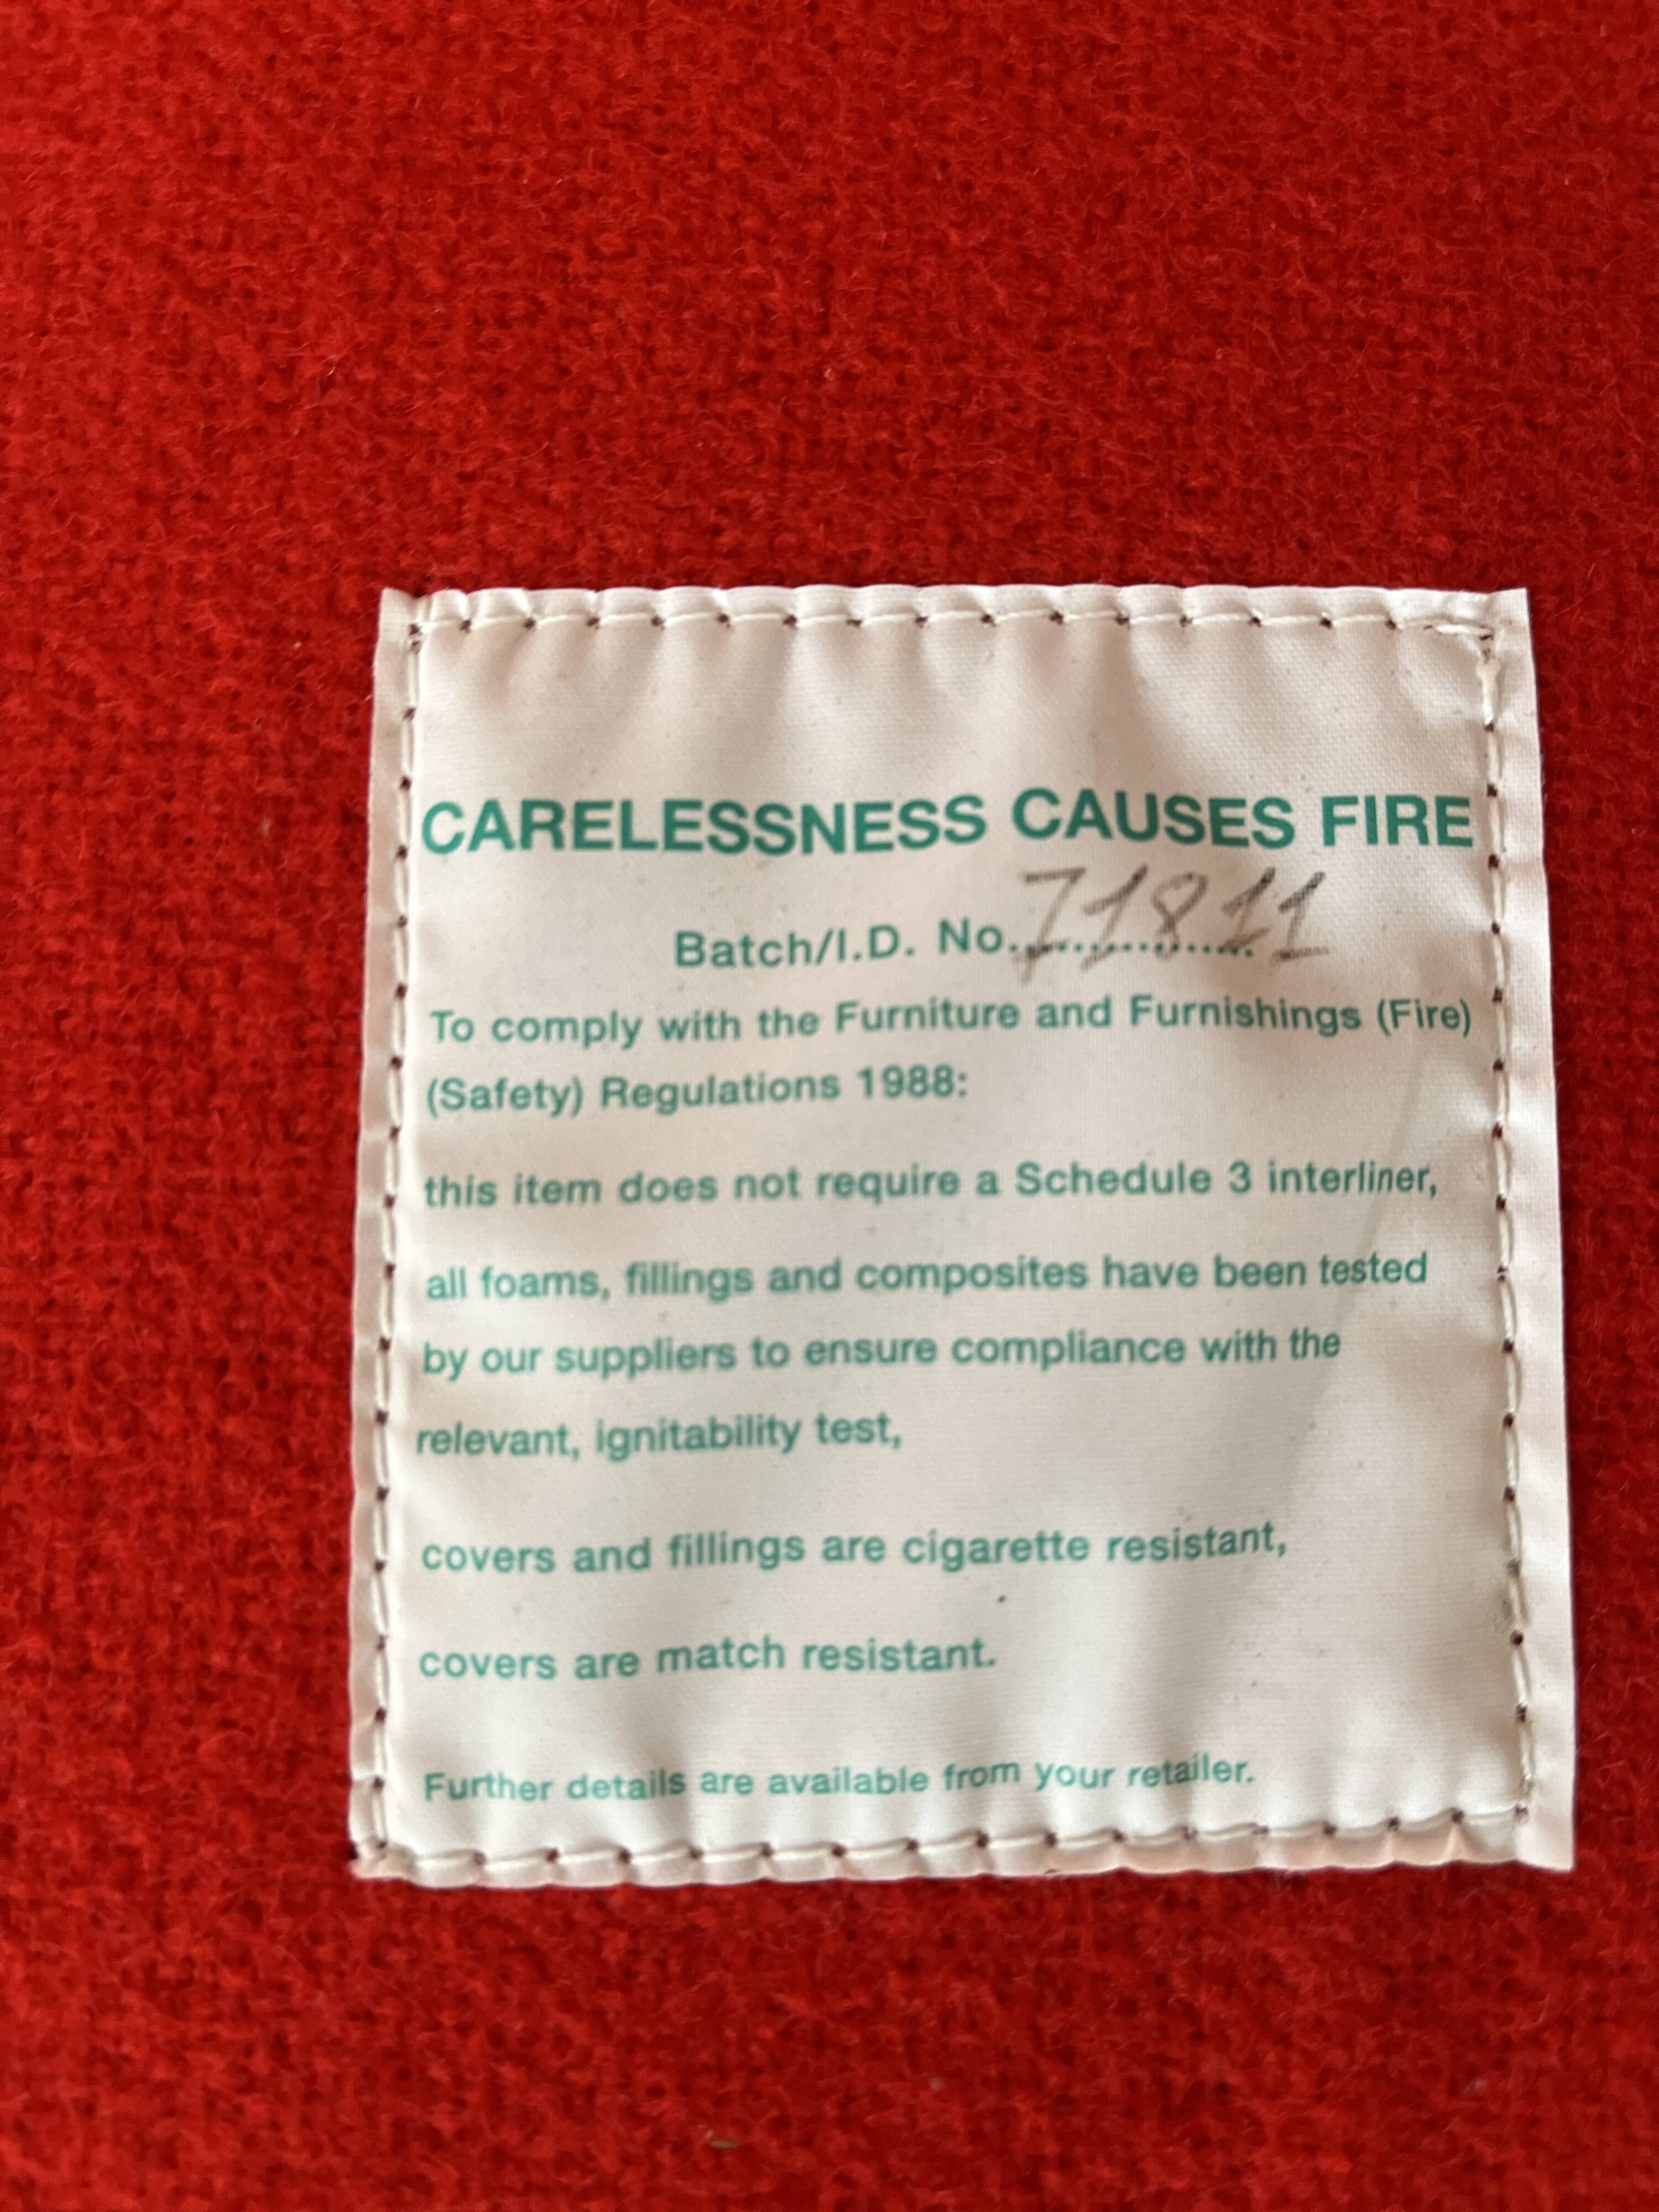 CARELESSNESS CAUSES FIRE
Batch/I.D. No.................71811
To comply with the Furniture and Furnishings (Fire)
(Safety) Regulations 1988:
this item does not require a Schedule 3 interliner,
all foams, fillings and composites have been tested
by our suppliers to ensure compliance with the
relevant, ignitability test,
covers and fillings are cigarette resistant,
covers are match resistant.
Further details are available from your retailer.